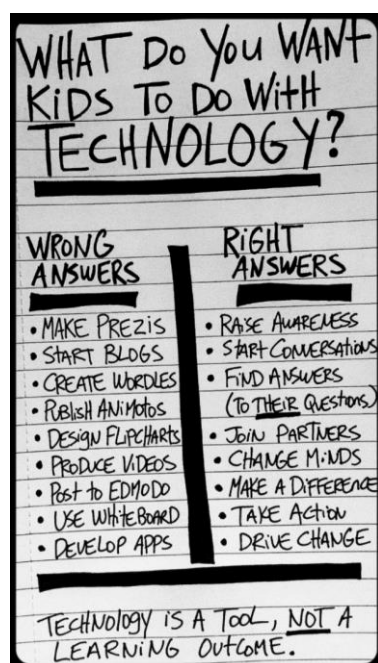 WHAT DO YOU WANT
KiDS TO DO WiTH
TECHNOLOGY?
WRONG
ANSWERS
• MAKE PREZiS
• START BLOGS
• CREATE WORDLES
• PUBLiSH ANiMOTOS
• DESiGN FLiPCHARTS
• PRODUCE ViDEOS
• POST TO EDMODO
• USE WHiTEBOARD
• DEVELOP APPS
RiGHT
ANSWERS
• RAiSE AWARENESS
• START CONVERSATiONS
• FiND ANSWERS
(TO THEiR QUESTiONS)
• JOiN PARTNERS
• CHANGE MiNDS
• MAKE A DiFFERENCE
• TAKE ACTiON
• DRiVE CHANGE
TECHNOLOGY iS A TOOL, NOT A
LEARNiNG OUTCOME.